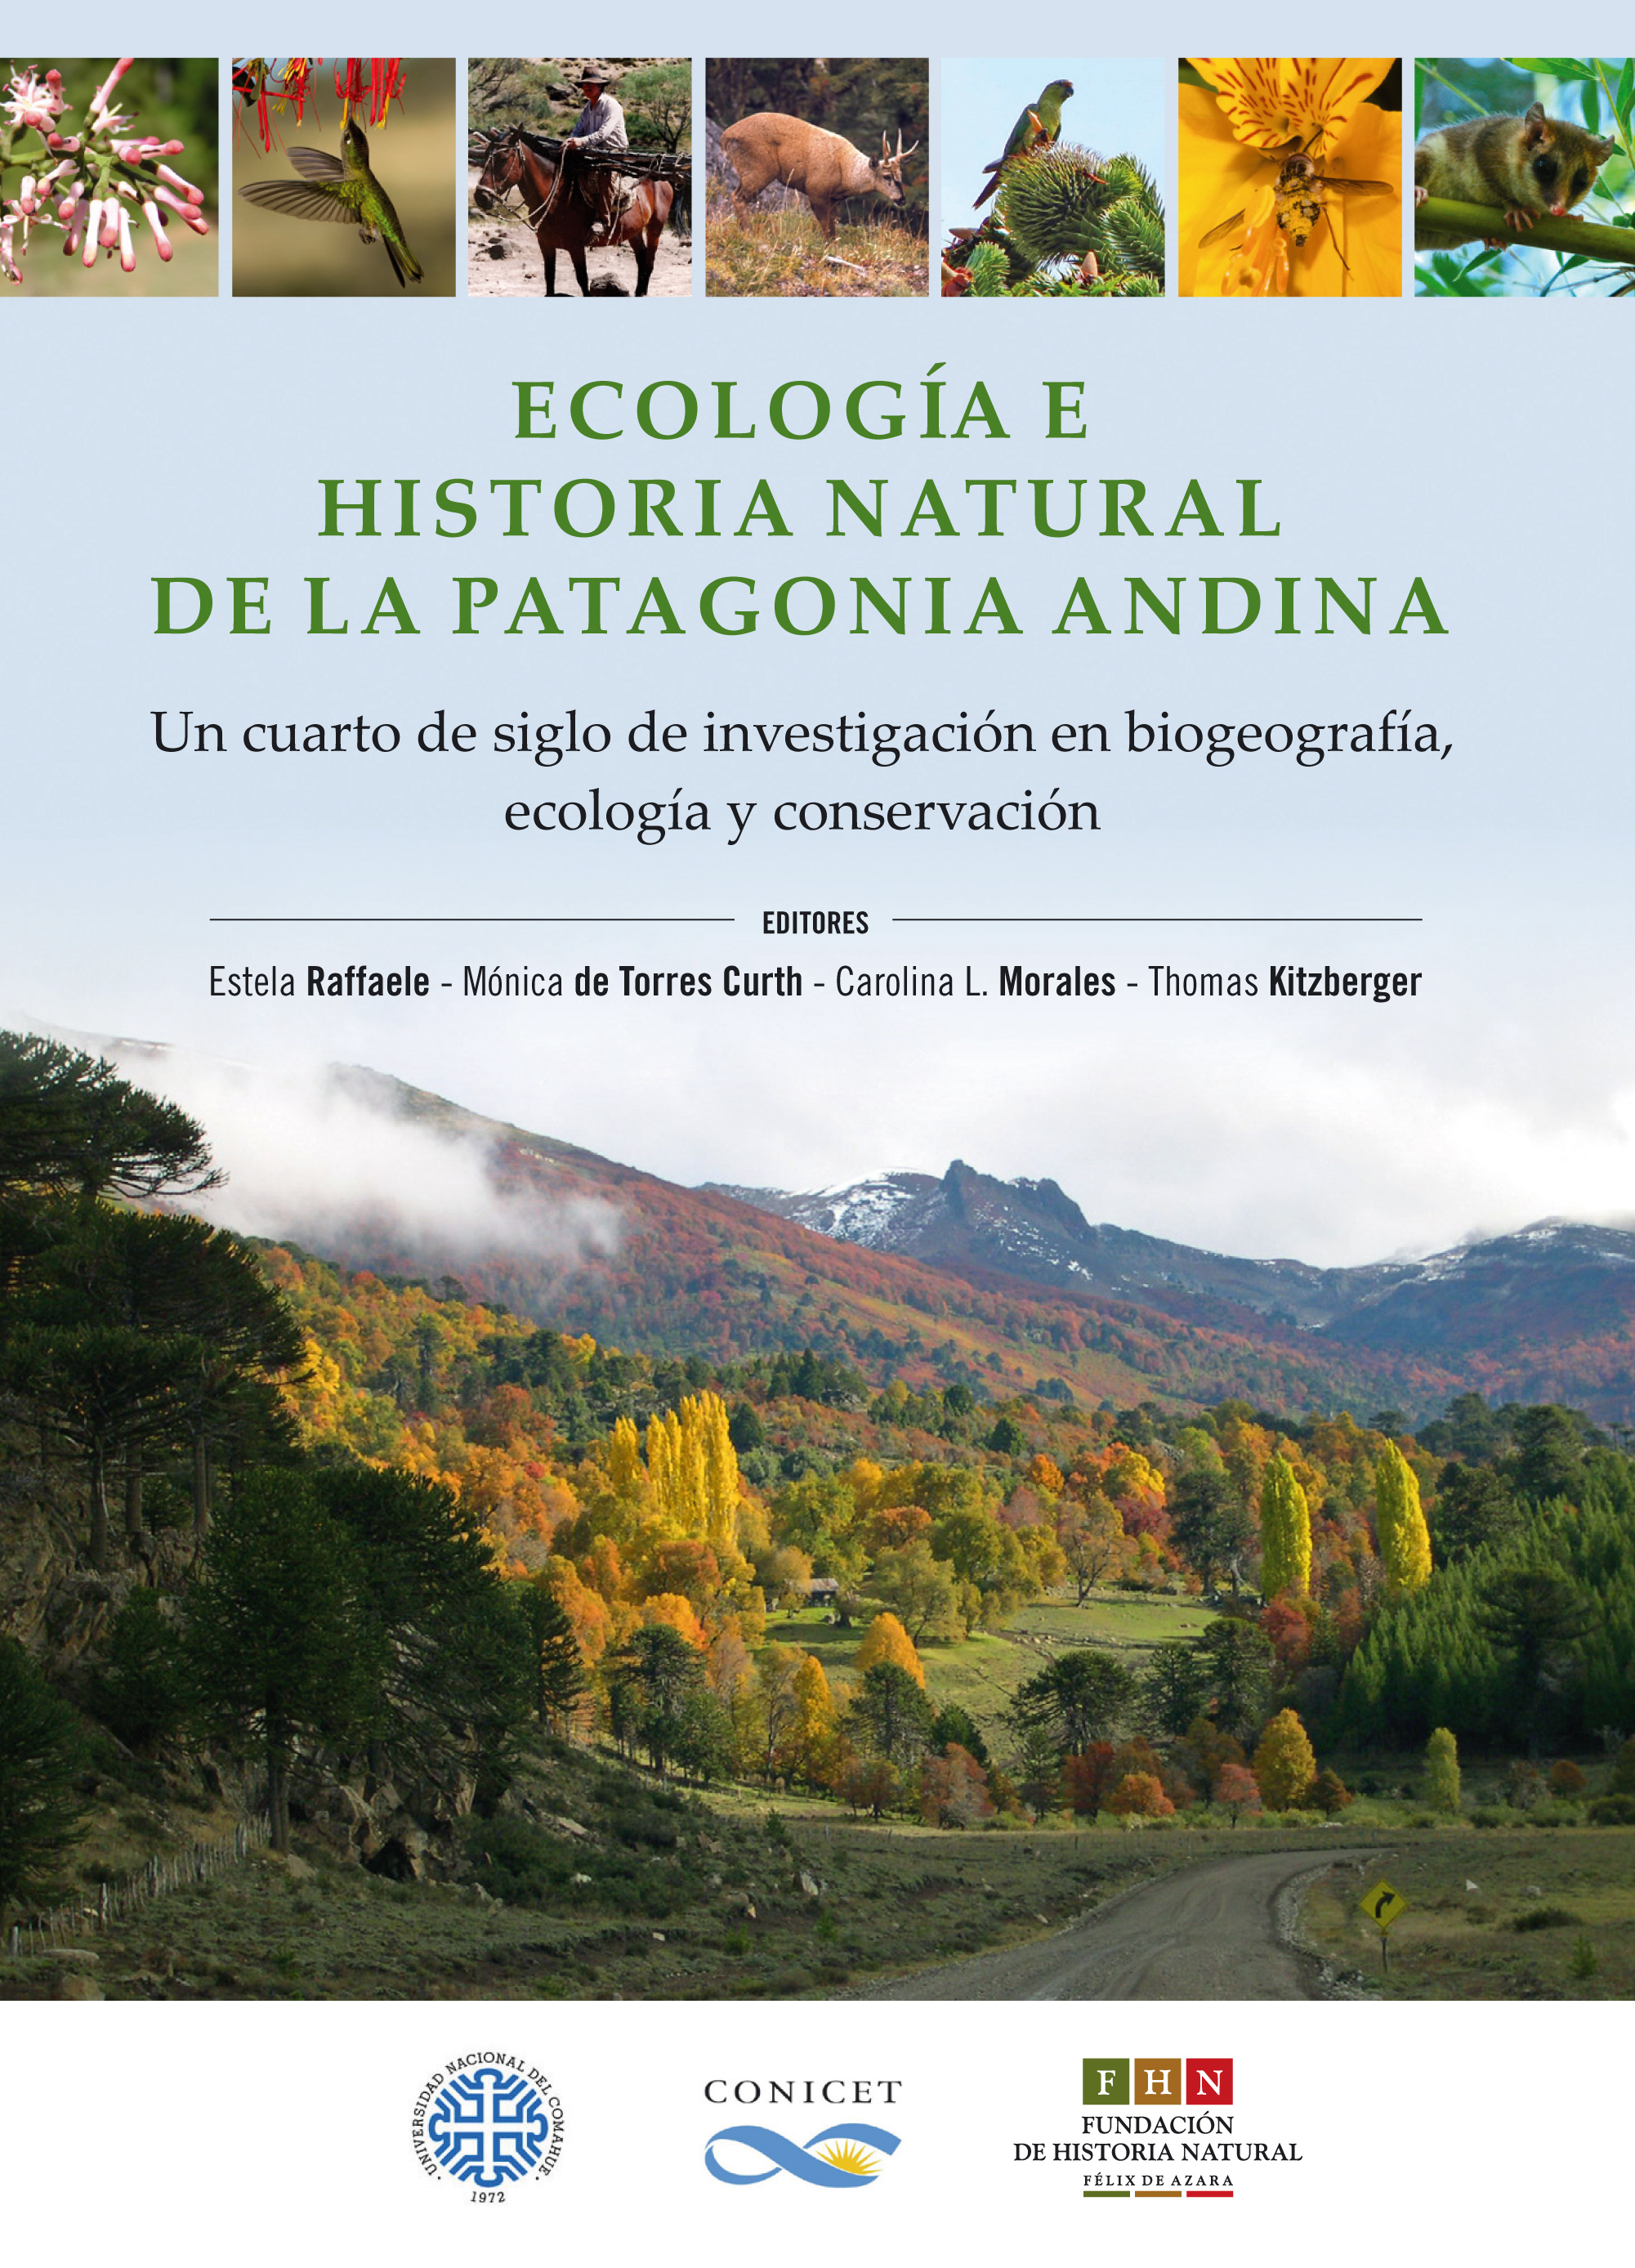 ECOLOGÍA E
HISTORIA NATURAL
DE LA PATAGONIA ANDINA
Un cuarto de siglo de investigación en biogeografía,
ecología y conservación
EDITORES
Estela Raffaele - Mónica de Torres Curth - Carolina L. Morales - Thomas Kitzberger
UNIVERSIDAD NACIONAL DEL COMAHUE
1972
CONICET
F H N
FUNDACIÓN
DE HISTORIA NATURAL
FÉLIX DE AZARA